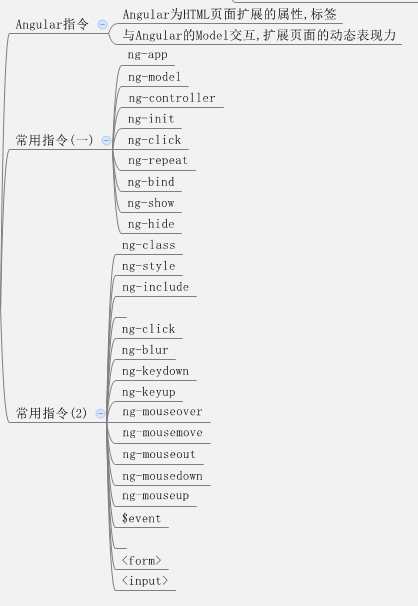 Angular指令
Angular为HTML页面扩展的属性,标签
与Angular的Model交互,扩展页面的动态表现力
常用指令(一)
ng-app
ng-model
ng-controller
ng-init
ng-click
ng-repeat
ng-bind
ng-show
ng-hide
常用指令(2)
ng-class
ng-style
ng-include
ng-click
ng-blur
ng-keydown
ng-keyup
ng-mouseover
ng-mousemove
ng-mouseout
ng-mousedown
ng-mouseup
$event
<form>
<input>